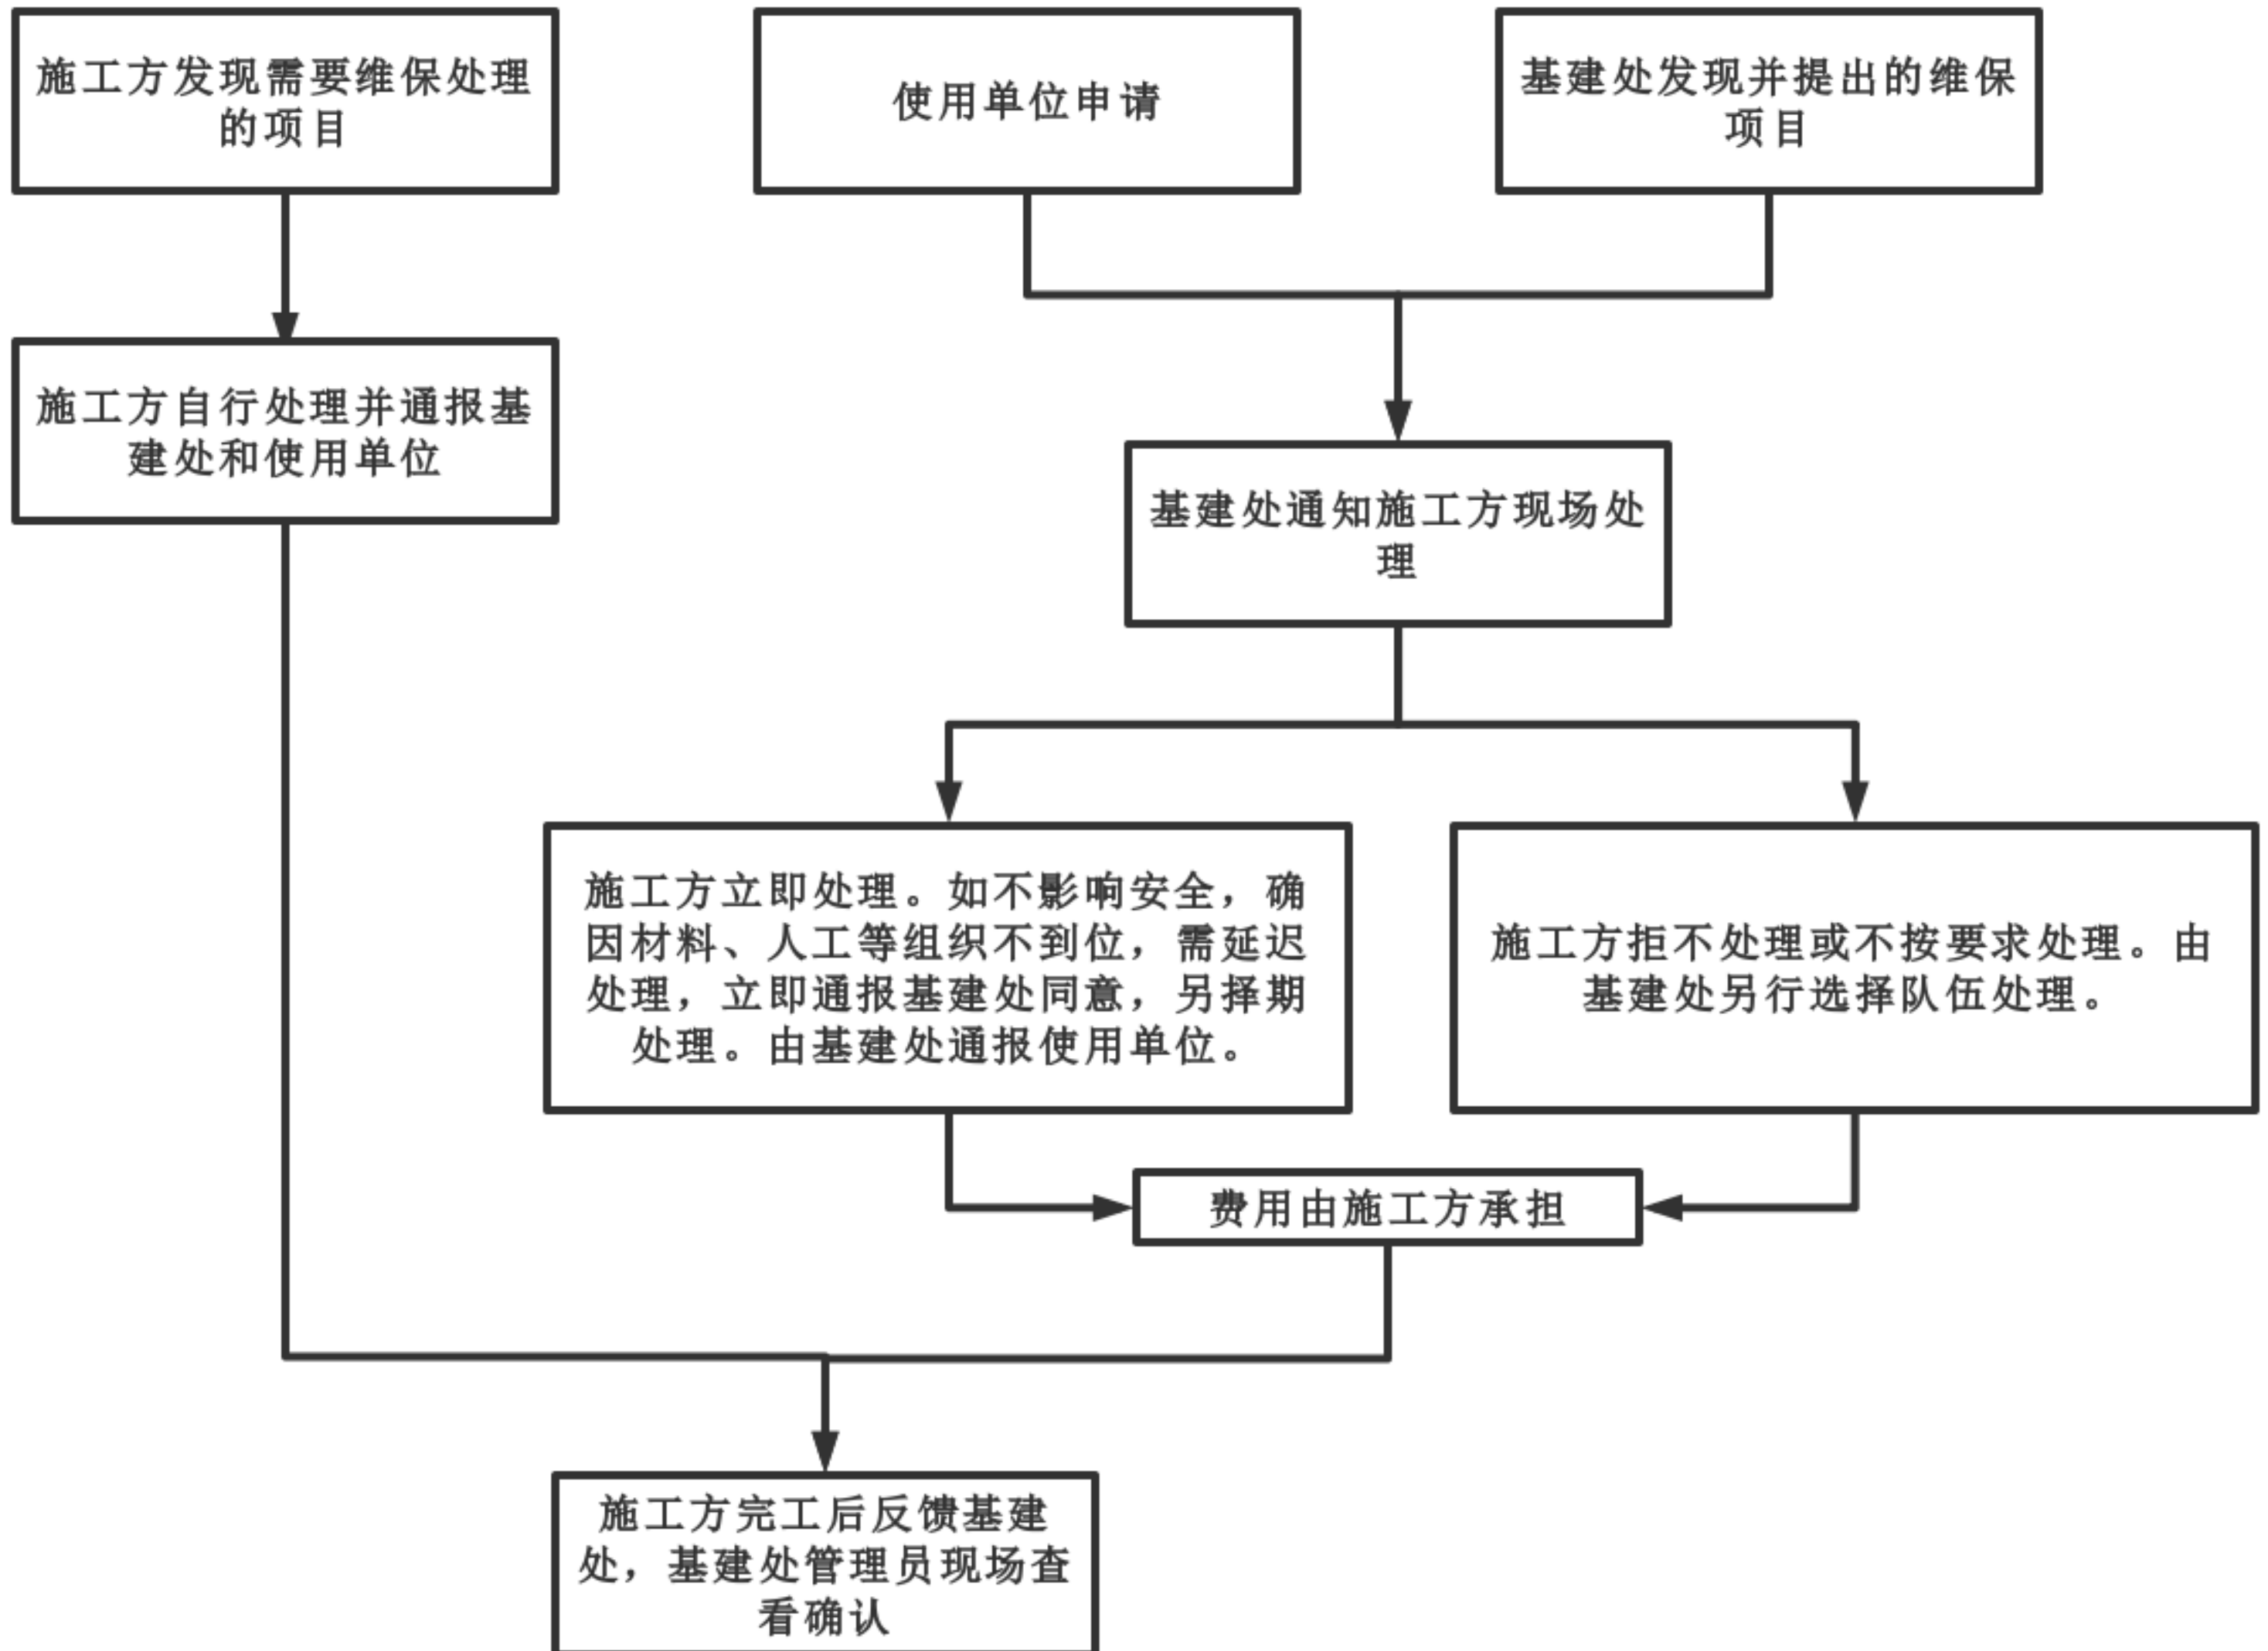 施工方发现需要维保处理
的项目
使用单位申请
基建处发现并提出的维保
项目
施工方自行处理并通报基
建处和使用单位
基建处通知施工方现场处
理
施工方立即处理。如不影响安全，确
因材料、人工等组织不到位，需延迟
处理，立即通报基建处同意，另择期
处理。由基建处通报使用单位。
施工方拒不处理或不按要求处理。由
基建处另行选择队伍处理。
费用由施工方承担
施工方完工后反馈基建
处，基建处管理员现场查
看确认